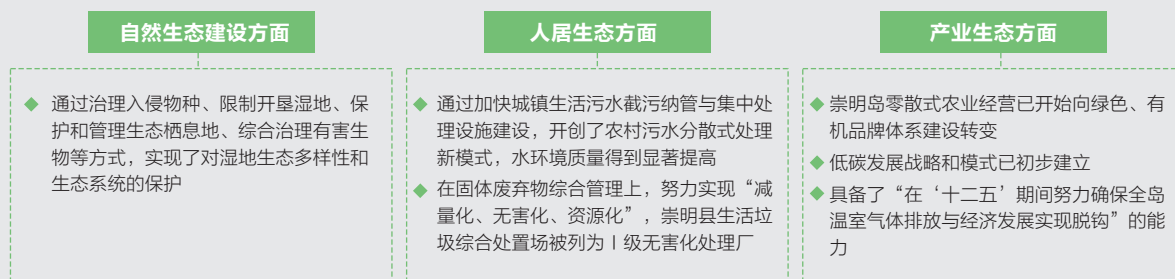 自然生态建设方面
通过治理入侵物种、限制开垦湿地、保
护和管理生态栖息地、综合治理有害生
物等方式，实现了对湿地生态多样性和
生态系统的保护
人居生态方面
通过加快城镇生活污水截污纳管与集中处
理设施建设，开创了农村污水分散式处理
新模式，水环境质量得到显著提高
在固体废弃物综合管理上，努力实现“减
量化、无害化、资源化”，崇明县生活垃
圾综合处置场被列为Ⅰ级无害化处理厂
产业生态方面
崇明岛零散式农业经营已开始向绿色、有
机品牌体系建设转变
低碳发展战略和模式已初步建立
具备了“在‘十二五’期间努力确保全岛
温室气体排放与经济发展实现脱钩”的能
力